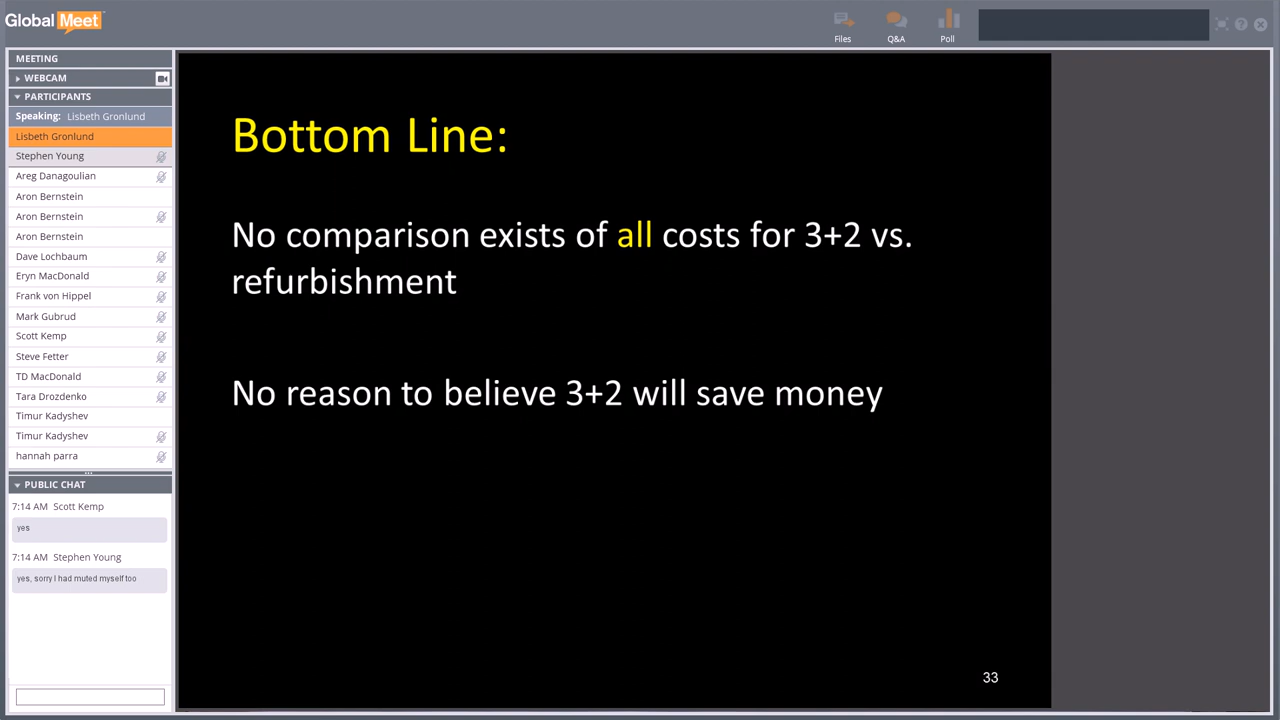 Global Meet
Files
Q&A
Poll
MEETING
WEBCAM
PARTICIPANTS
Speaking: Lisbeth Gronlund
Lisbeth Gronlund
Stephen Young
Areg Danagoulian
Aron Bernstein
Aron Bernstein
Aron Bernstein
Dave Lochbaum
Eryn MacDonald
Frank von Hippel
Mark Gubrud
Scott Kemp
Steve Fetter
TD MacDonald
Tara Drozdenko
Timur Kadyshev
Timur Kadyshev
hannah parra
PUBLIC CHAT
7:14 AM Scott Kemp
yes
7:14 AM Stephen Young
yes, sorry I had muted myself too
Bottom Line:
No comparison exists of all costs for 3+2 vs.
refurbishment
No reason to believe 3+2 will save money
33